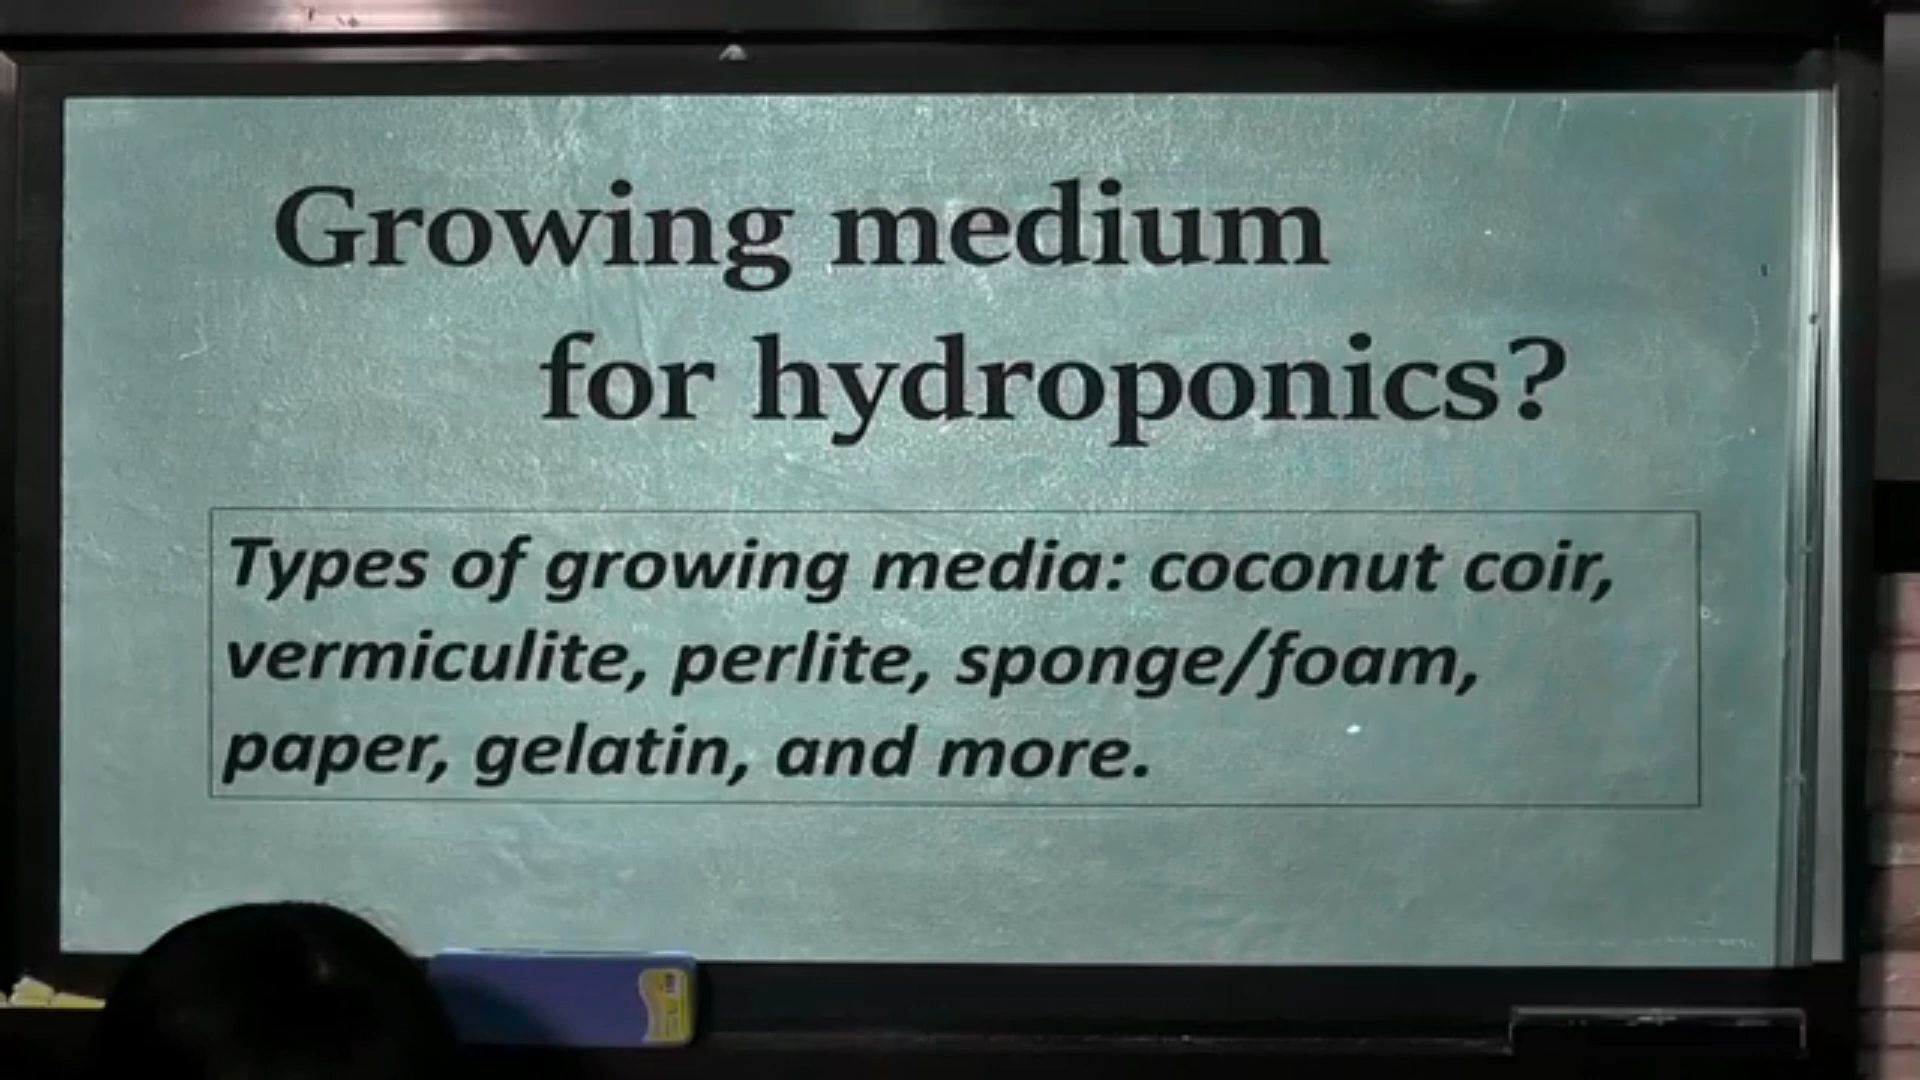 Growing medium
for hydroponics?
Types of growing media: coconut coir,
vermiculite, perlite, sponge/foam,
paper, gelatin, and more.